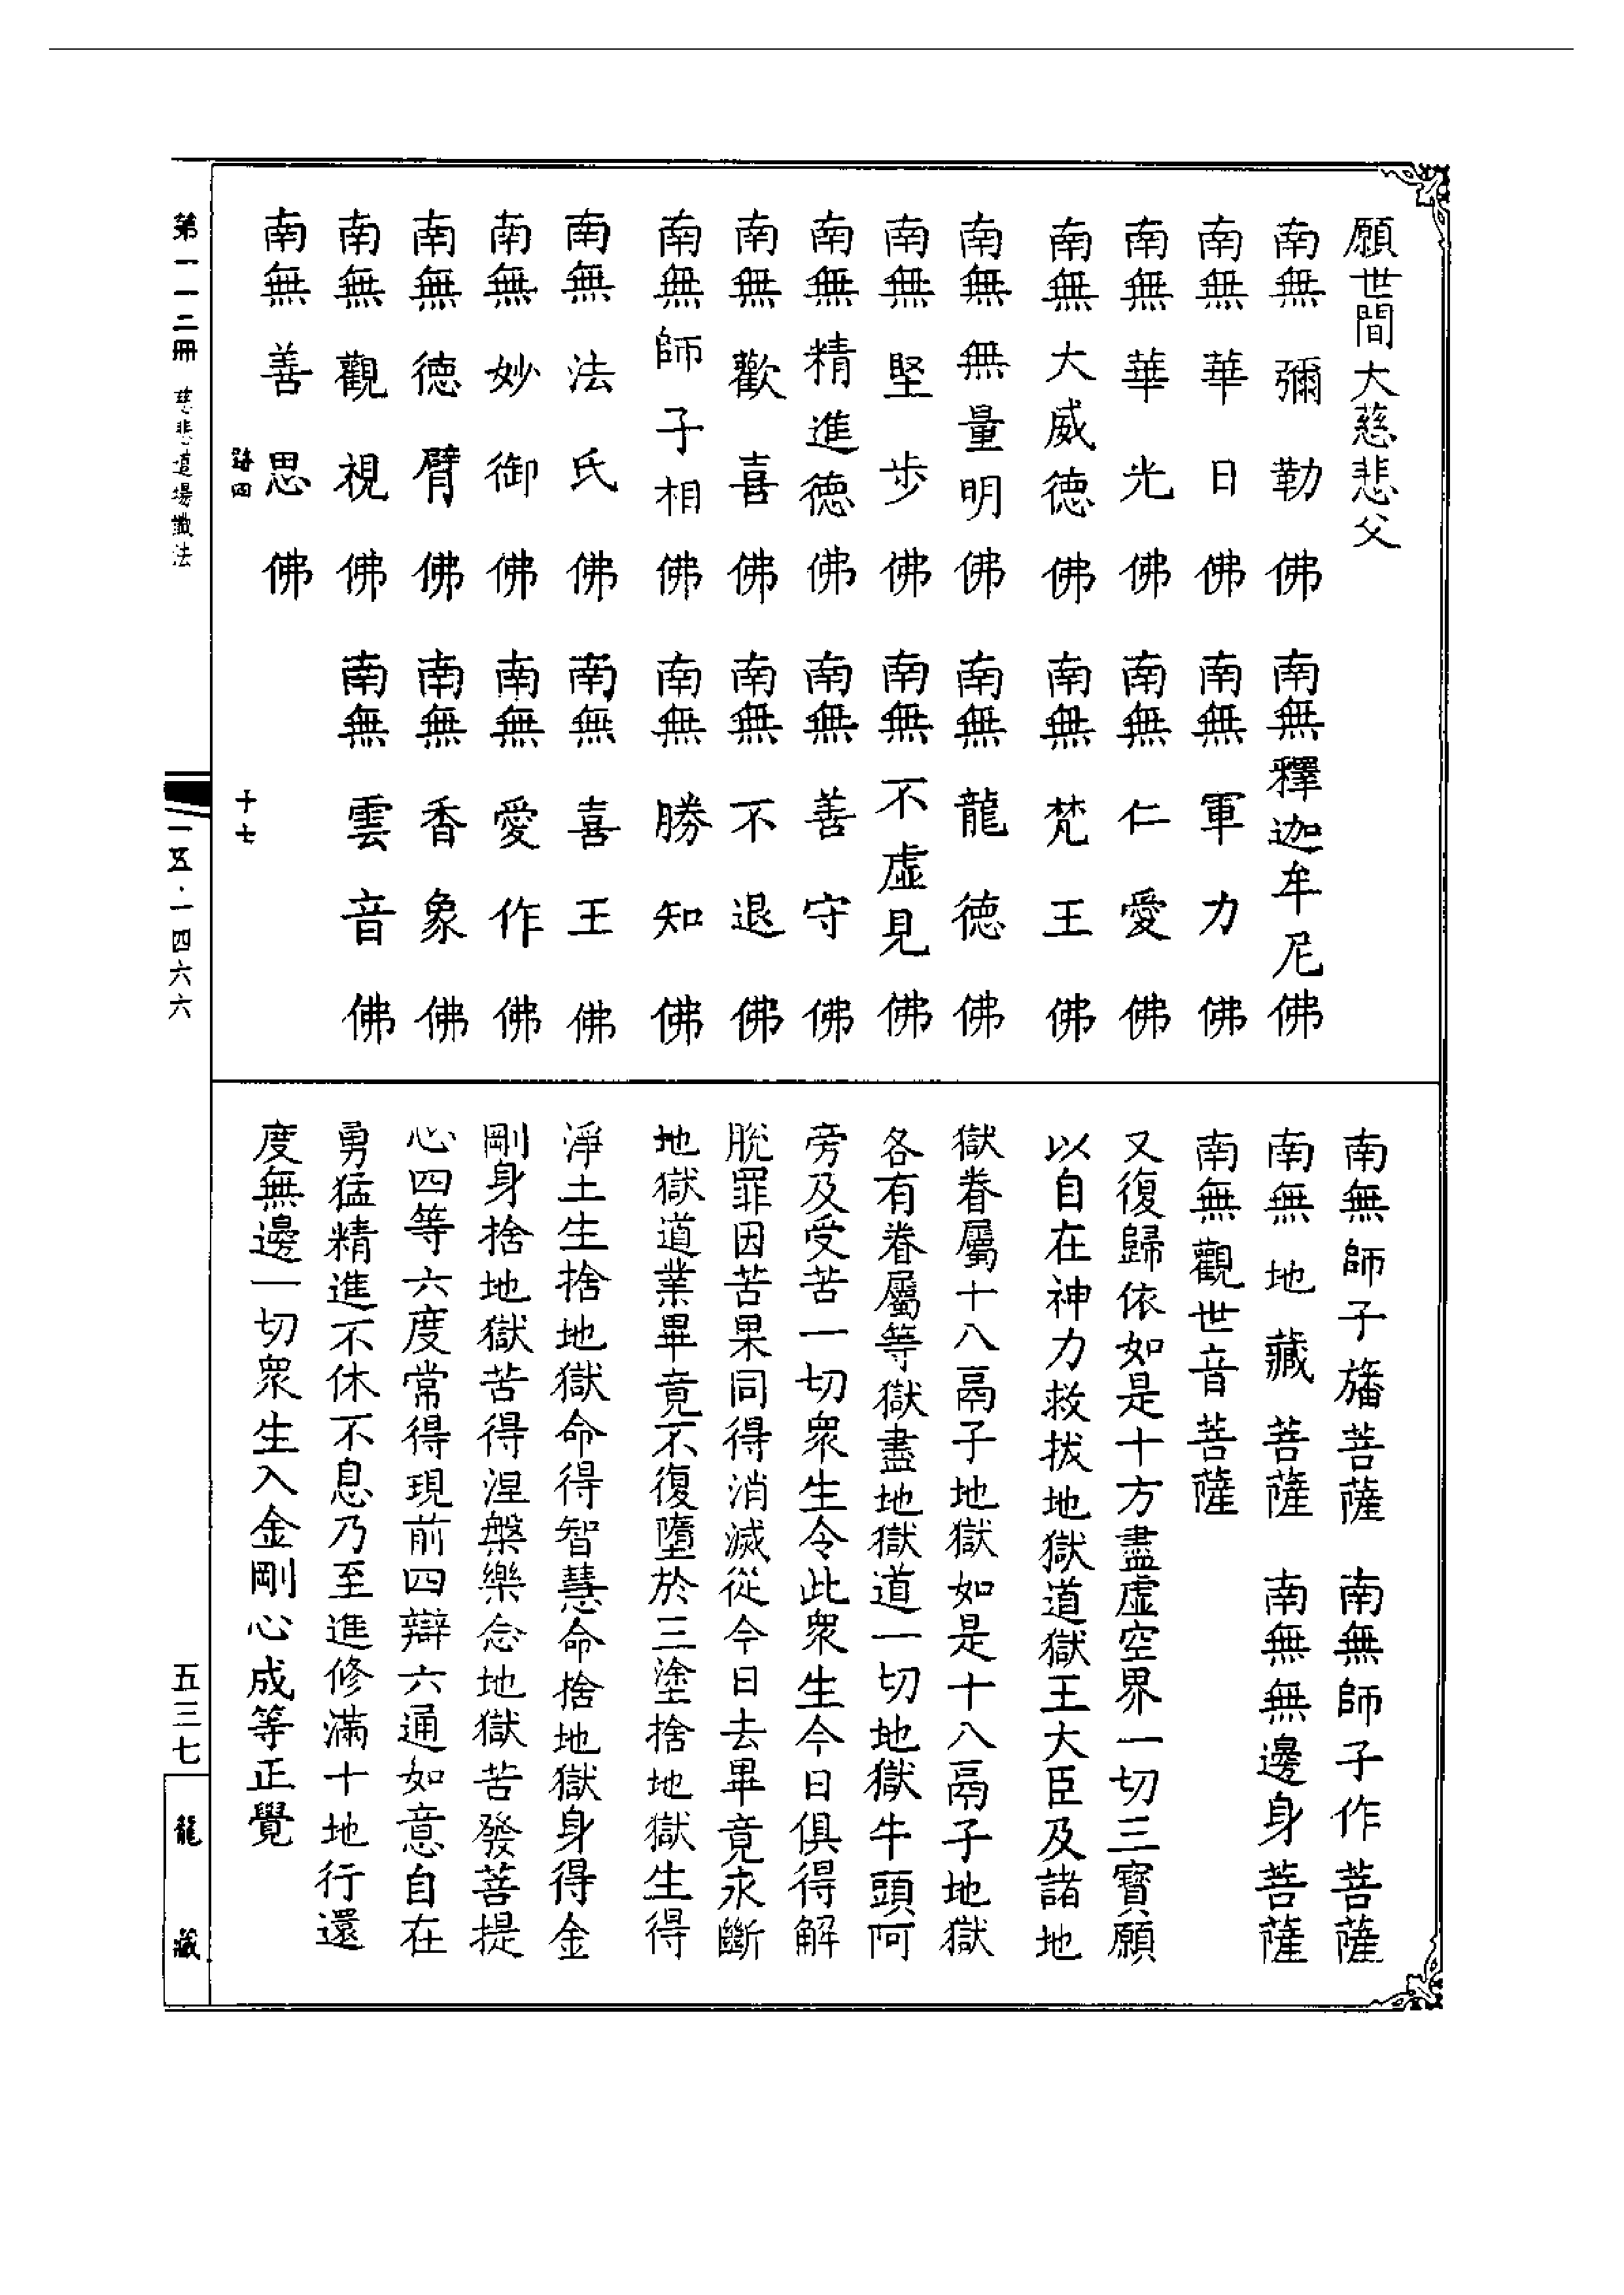 願世間大慈悲父
南無彌勒佛　南無釋迦牟尼佛
南無華日佛　南無軍力佛
南無華光佛　南無仁愛佛
南無大威德佛　南無梵王佛
南無無量明佛　南無龍德佛
南無堅步佛　南無不虛見佛
南無精進德佛　南無善守佛
南無歡喜佛　南無不退佛
南無師子相佛　南無勝知佛
南無法氏佛　南無喜王佛
南無妙御佛　南無愛作佛
南無德臂佛　南無香象佛
南無觀視佛　南無雲音佛
南無善思佛
十七
南無師子旛菩薩　南無師子作菩薩
南無地藏菩薩　南無無邊身菩薩
南無觀世音菩薩
又復歸依如是十方盡虛空界一切三寶願
以自在神力救拔地獄道獄王大臣及諸地
獄眷屬十八鬲子地獄如是十八鬲子地獄
各有眷屬等獄盡地獄道一切地獄牛頭阿
旁及受苦一切眾生令此眾生今日俱得解
脫罪因苦果同得消滅從今日去畢竟永斷
地獄道業畢竟不復墮於三塗捨地獄生得
淨土生捨地獄命得智慧命捨地獄身得金
剛身捨地獄苦得涅槃樂念地獄苦發菩提
心四等六度常得現前四辯六通如意自在
勇猛精進不休不息乃至進修滿十地行還
度無邊一切眾生入金剛心成等正覺
第一一二冊　慈悲道場懺法
一五·一四六六
五三七
龍藏